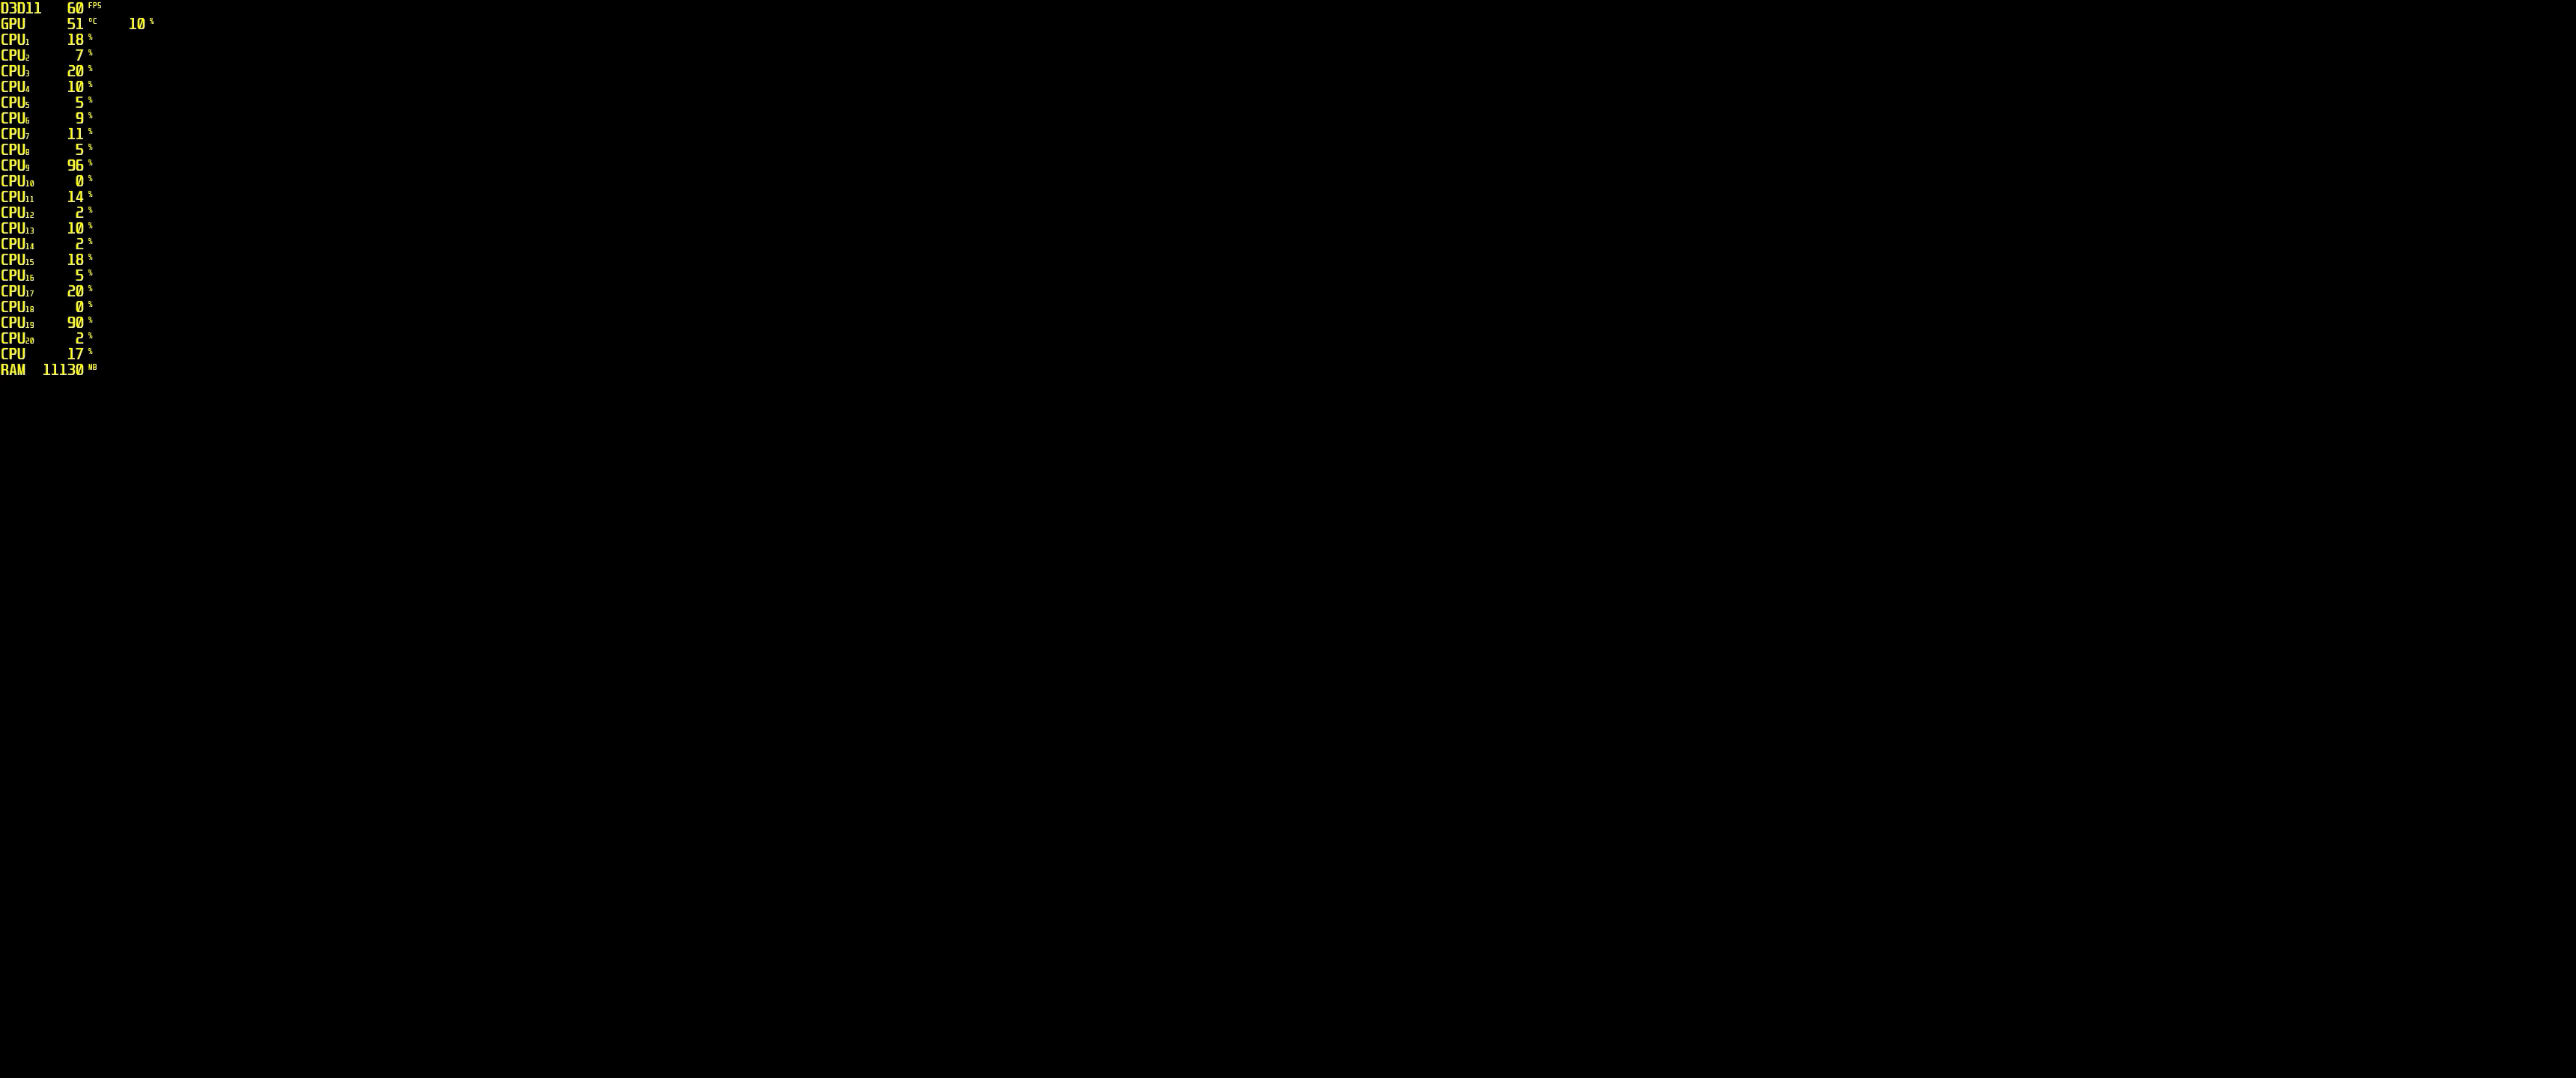 D3D11 60 FPS
GPU 51 °C 10 %
CPU1 18 %
CPU2 7 %
CPU3 20 %
CPU4 10 %
CPU5 5 %
CPU6 9 %
CPU7 11 %
CPU8 5 %
CPU9 96 %
CPU10 0 %
CPU11 14 %
CPU12 2 %
CPU13 10 %
CPU14 2 %
CPU15 18 %
CPU16 5 %
CPU17 20 %
CPU18 0 %
CPU19 90 %
CPU20 2 %
CPU 17 %
RAM 11130 MB